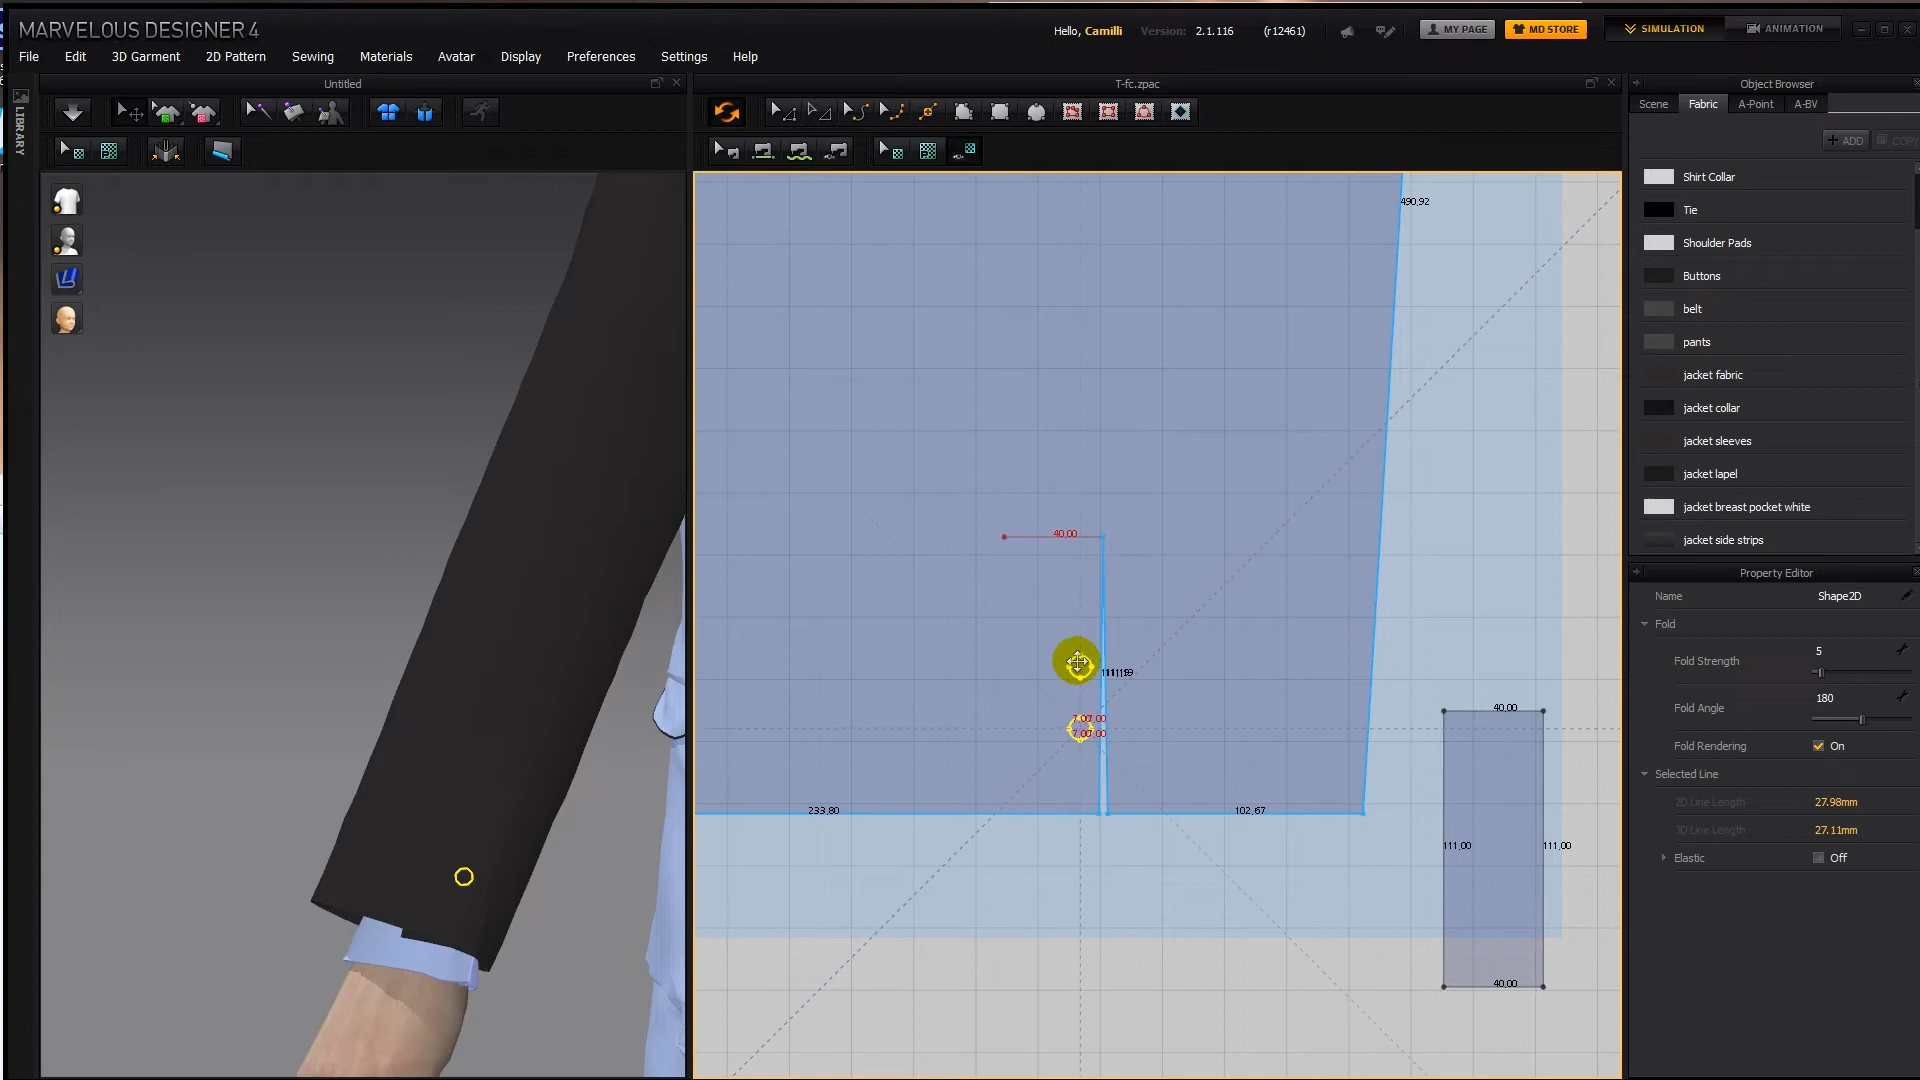 MARVELOUS DESIGNER 4
Hello, Camilli
Version: 2.1.116 (r12461)
MY PAGE
MD STORE
SIMULATION
ANIMATION
File Edit 3D Garment 2D Pattern Sewing Materials Avatar Display Preferences Settings Help
Untitled
T-fc.zpac
Object Browser
LIBRARY
Scene Fabric A-Point A-BV
+ ADD
COPY
Shirt Collar
Tie
Shoulder Pads
Buttons
belt
pants
jacket fabric
jacket collar
jacket sleeves
jacket lapel
jacket breast pocket white
jacket side strips
490,92
40,00
233,80
102,67
40,00
111,00
111,00
40,00
Property Editor
Name Shape2D
Fold
Fold Strength 5
Fold Angle 180
Fold Rendering On
Selected Line
2D Line Length 27.98mm
3D Line Length 27.11mm
Elastic Off